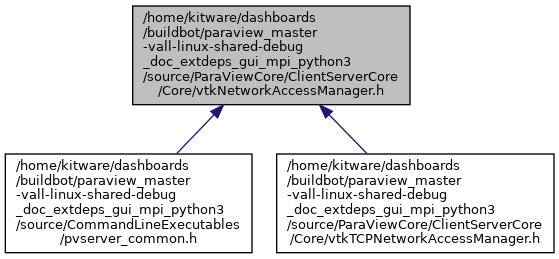 /home/kitware/dashboards
/buildbot/paraview_master
-vall-linux-shared-debug
_doc_extdeps_gui_mpi_python3
/source/ParaViewCore/ClientServerCore
/Core/vtkNetworkAccessManager.h
/home/kitware/dashboards
/buildbot/paraview_master
-vall-linux-shared-debug
_doc_extdeps_gui_mpi_python3
/source/CommandLineExecutables
/pvserver_common.h
/home/kitware/dashboards
/buildbot/paraview_master
-vall-linux-shared-debug
_doc_extdeps_gui_mpi_python3
/source/ParaViewCore/ClientServerCore
/Core/vtkTCPNetworkAccessManager.h